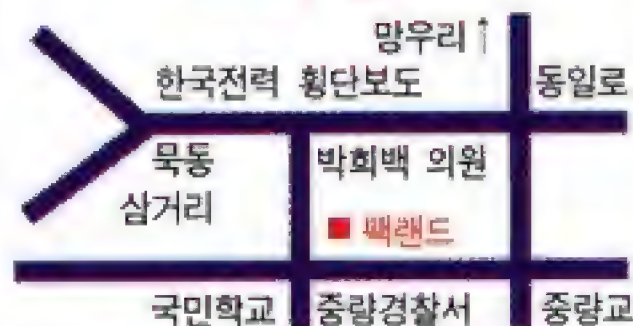 망우리 ↑
한국전력 횡단보도 동일로
묵동 박희백 의원
삼거리
■ 팩랜드
국민학교 중랑경찰서 중랑교